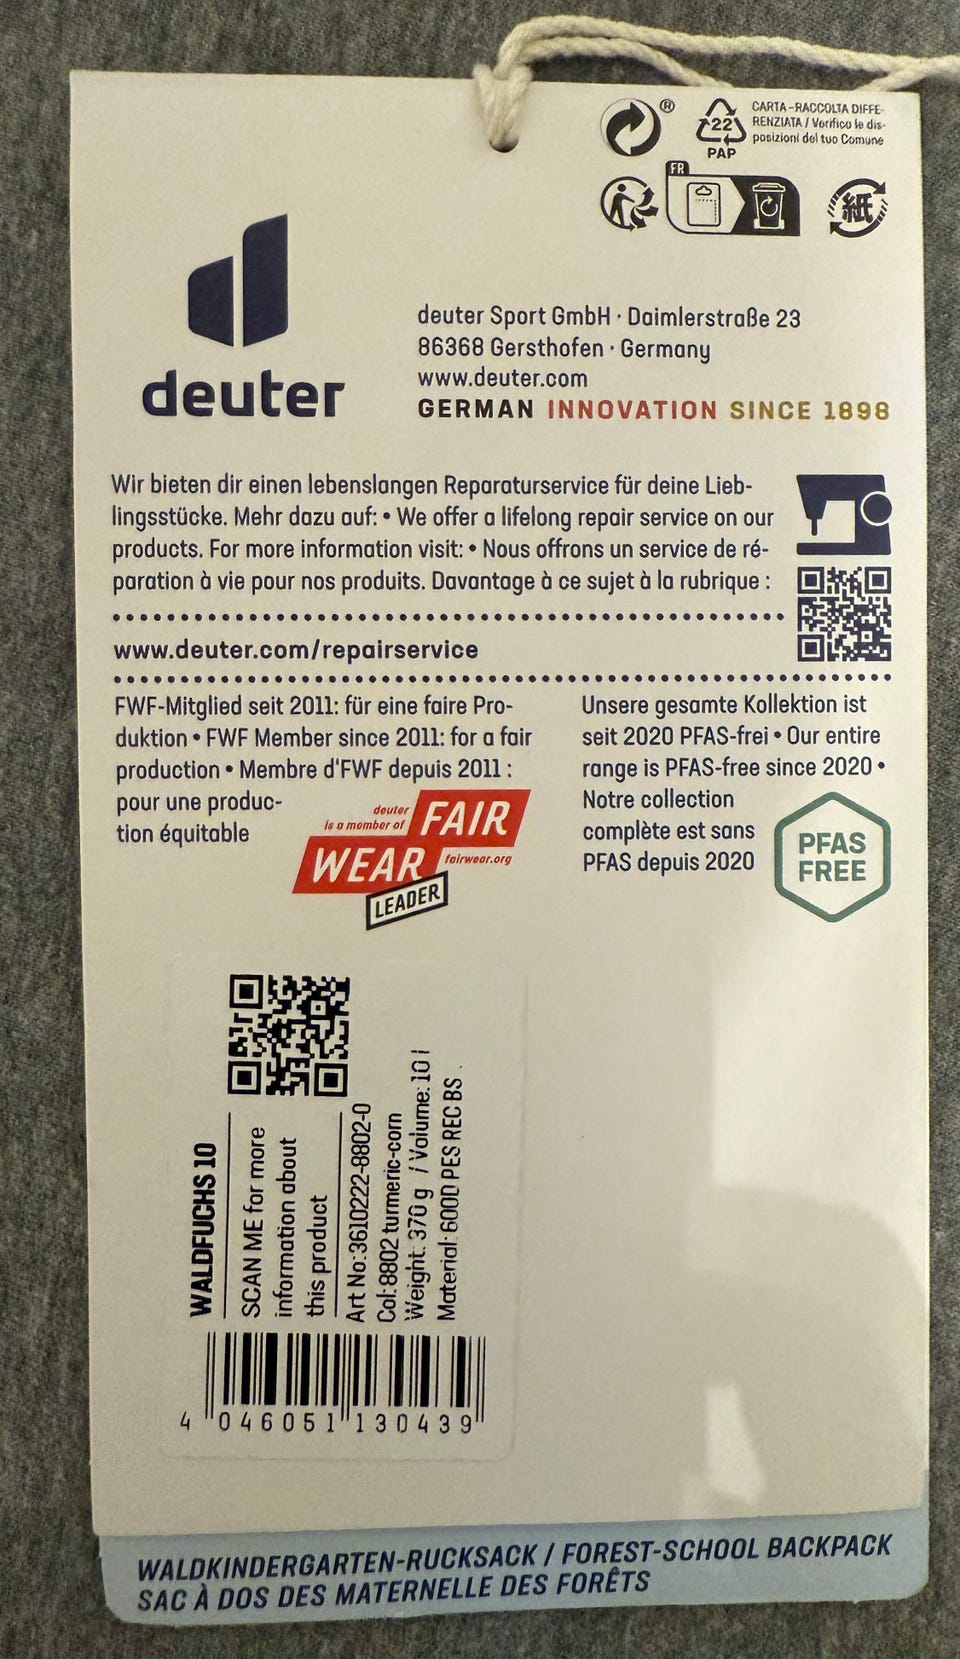 ®
22
PAP
CARTA-RACCOLTA DIFFE-
RENZIATA / Verifica le dis-
posizioni del tuo Comune
FR
紙
deuter
deuter Sport GmbH · Daimlerstraße 23
86368 Gersthofen · Germany
www.deuter.com
GERMAN INNOVATION SINCE 1898
Wir bieten dir einen lebenslangen Reparaturservice für deine Lieb-
lingsstücke. Mehr dazu auf: • We offer a lifelong repair service on our
products. For more information visit: • Nous offrons un service de ré-
paration à vie pour nos produits. Davantage à ce sujet à la rubrique :
www.deuter.com/repairservice
FWF-Mitglied seit 2011: für eine faire Pro-
duktion • FWF Member since 2011: for a fair
production • Membre d'FWF depuis 2011 :
pour une produc-
tion équitable
deuter
is a member of
FAIR
WEAR
fairwear.org
LEADER
Unsere gesamte Kollektion ist
seit 2020 PFAS-frei • Our entire
range is PFAS-free since 2020 •
Notre collection
complète est sans
PFAS depuis 2020
PFAS
FREE
WALDFUCHS 10
SCAN ME for more
information about
this product
Art No:3610222-8802-0
Col:8802 turmeric-corn
Weight: 370 g / Volume: 10 l
Material: 600D PES REC BS .
4 046051 130439
WALDKINDERGARTEN-RUCKSACK / FOREST-SCHOOL BACKPACK
SAC À DOS DES MATERNELLE DES FORÊTS